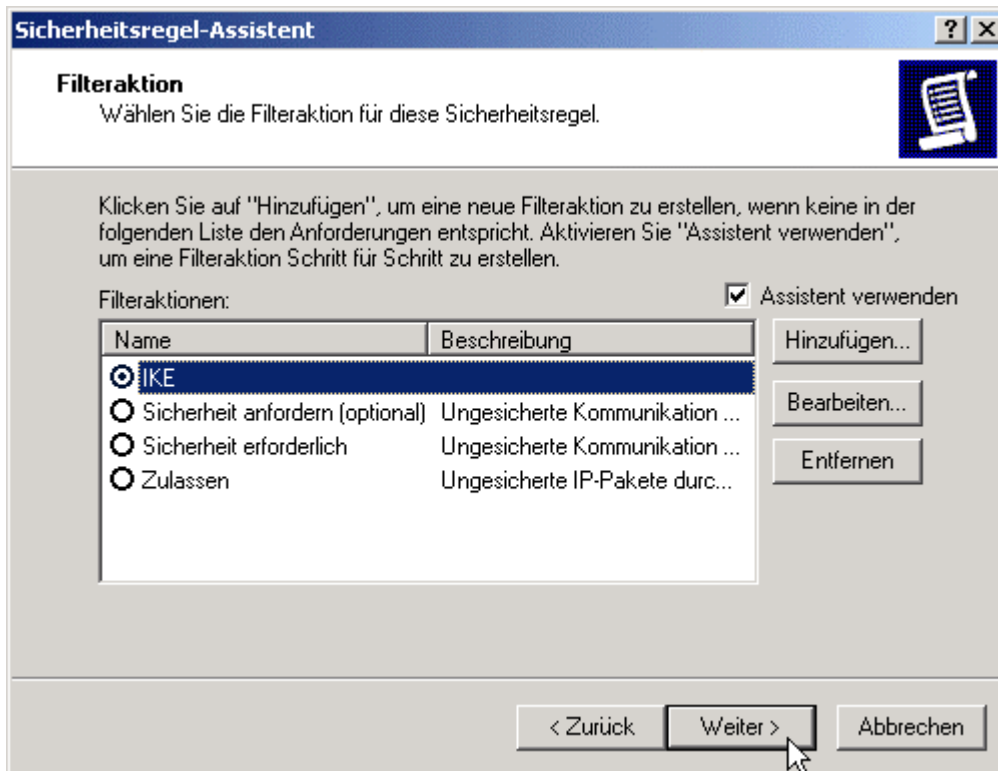 Sicherheitsregel-Assistent
Filteraktion
Wählen Sie die Filteraktion für diese Sicherheitsregel.
Klicken Sie auf "Hinzufügen", um eine neue Filteraktion zu erstellen, wenn keine in der
folgenden Liste den Anforderungen entspricht. Aktivieren Sie "Assistent verwenden",
um eine Filteraktion Schritt für Schritt zu erstellen.
Filteraktionen:
Assistent verwenden
Name Beschreibung
Hinzufügen...
IKE
Sicherheit anfordern (optional) Ungesicherte Kommunikation ...
Bearbeiten...
Sicherheit erforderlich Ungesicherte Kommunikation ...
Entfernen
Zulassen Ungesicherte IP-Pakete durc...
< Zurück Weiter > Abbrechen